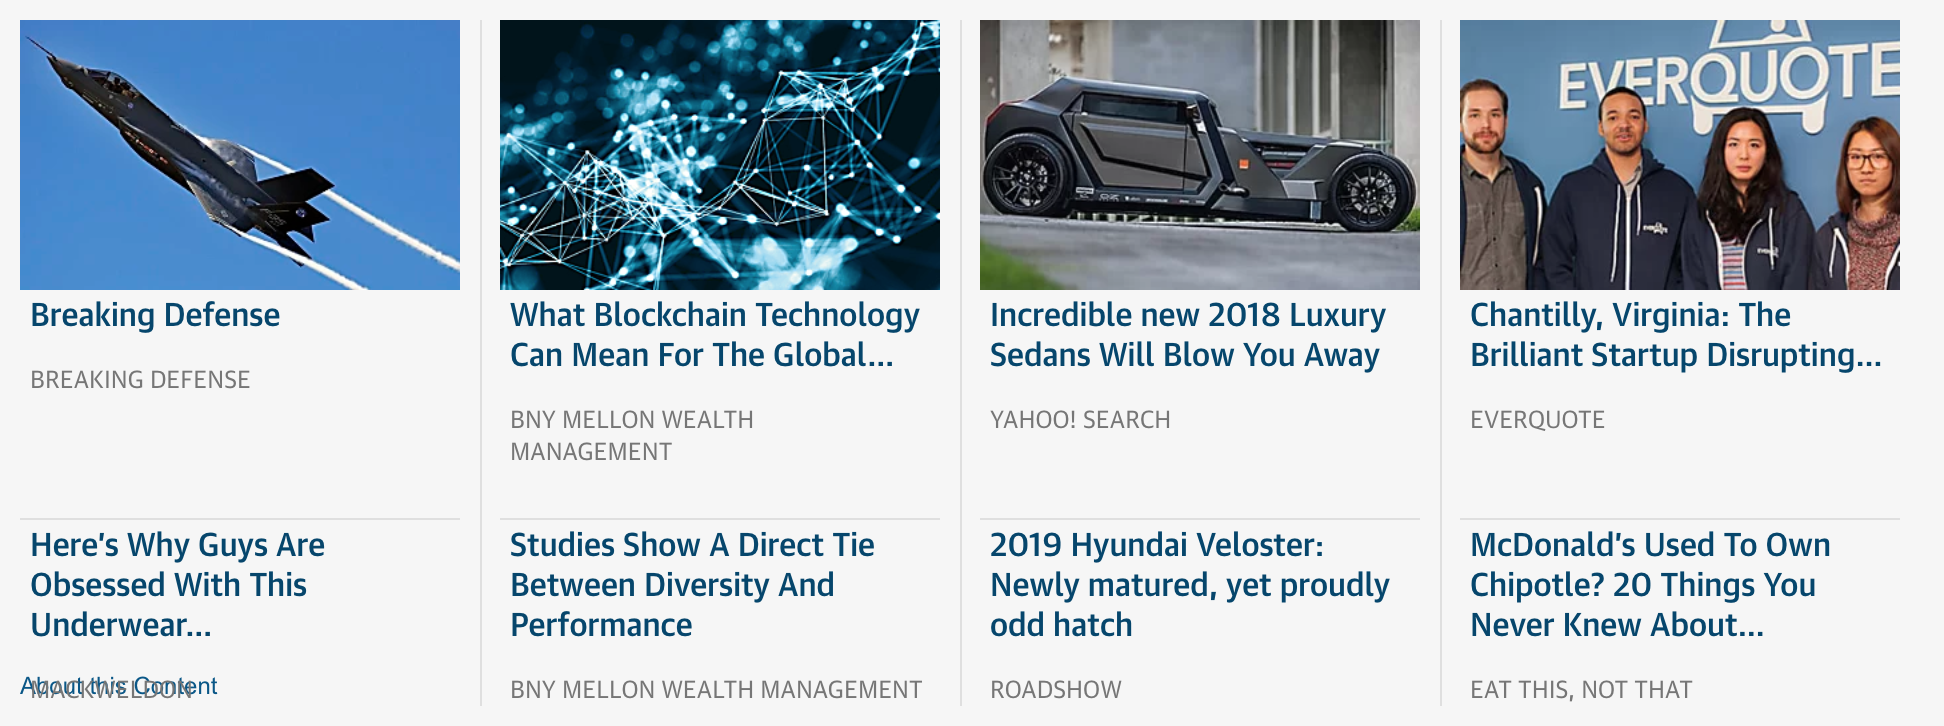 EVERQUOTE
EVERQUOTE
Breaking Defense
BREAKING DEFENSE
What Blockchain Technology
Can Mean For The Global...
BNY MELLON WEALTH
MANAGEMENT
Incredible new 2018 Luxury
Sedans Will Blow You Away
YAHOO! SEARCH
Chantilly, Virginia: The
Brilliant Startup Disrupting...
EVERQUOTE
Here's Why Guys Are
Obsessed With This
Underwear...
MACKWELDON
About this Content
Studies Show A Direct Tie
Between Diversity And
Performance
BNY MELLON WEALTH MANAGEMENT
2019 Hyundai Veloster:
Newly matured, yet proudly
odd hatch
ROADSHOW
McDonald's Used To Own
Chipotle? 20 Things You
Never Knew About...
EAT THIS, NOT THAT